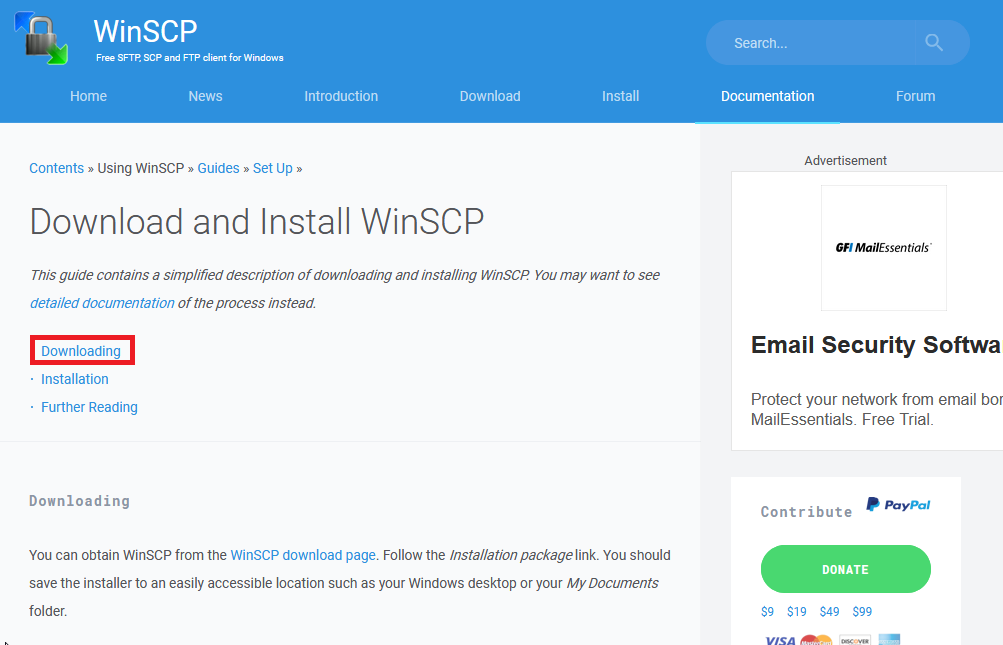 WinSCP
Free SFTP, SCP and FTP client for Windows
Search...
Home News Introduction Download Install Documentation Forum
Contents » Using WinSCP » Guides » Set Up »
Download and Install WinSCP
This guide contains a simplified description of downloading and installing WinSCP. You may want to see
detailed documentation of the process instead.
Downloading
· Installation
· Further Reading
Downloading
You can obtain WinSCP from the WinSCP download page. Follow the Installation package link. You should
save the installer to an easily accessible location such as your Windows desktop or your My Documents
folder.
Advertisement
GFI MailEssentials
Email Security Softwa
Protect your network from email bor
MailEssentials. Free Trial.
Contribute PayPal
DONATE
$9 $19 $49 $99
VISA MasterCard DISCOVER